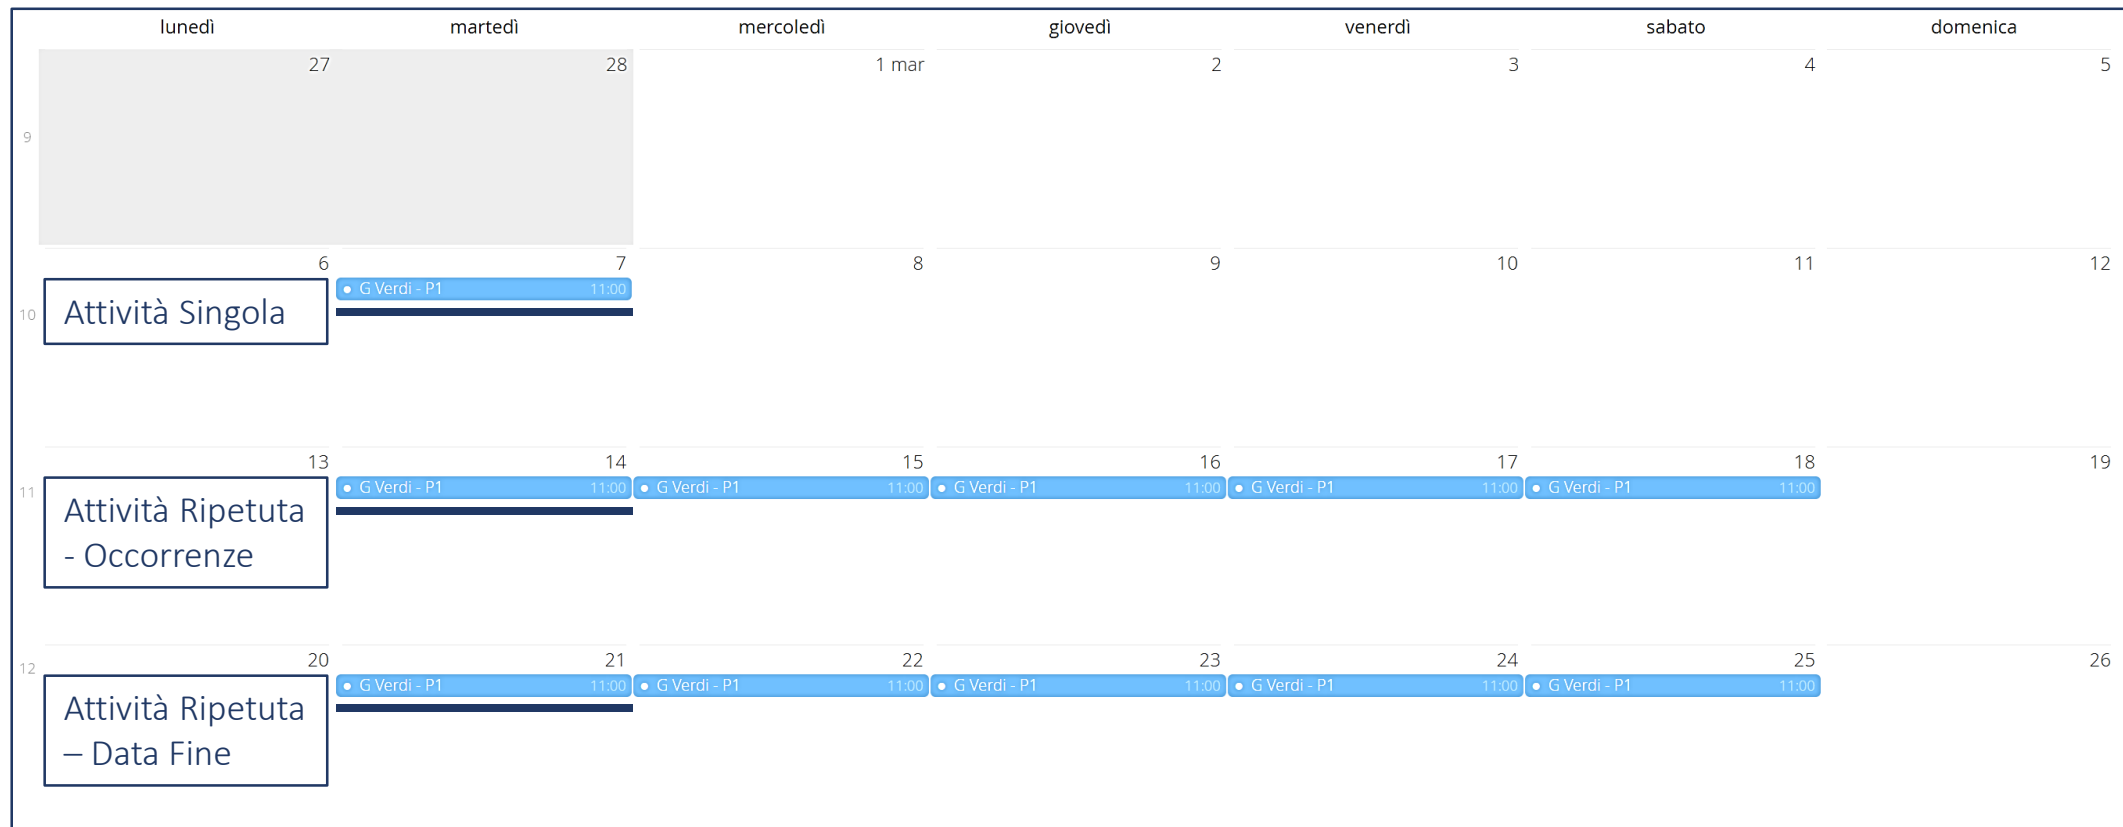 lunedì martedì mercoledì giovedì venerdì sabato domenica
27 28 1 mar 2 3 4 5
9
6 7 8 9 10 11 12
G Verdi - P1 11:00
10 Attività Singola
13 14 15 16 17 18 19
11 G Verdi - P1 11:00 G Verdi - P1 11:00 G Verdi - P1 11:00 G Verdi - P1 11:00 G Verdi - P1 11:00
Attività Ripetuta
- Occorrenze
20 21 22 23 24 25 26
12 G Verdi - P1 11:00 G Verdi - P1 11:00 G Verdi - P1 11:00 G Verdi - P1 11:00 G Verdi - P1 11:00
Attività Ripetuta
– Data Fine